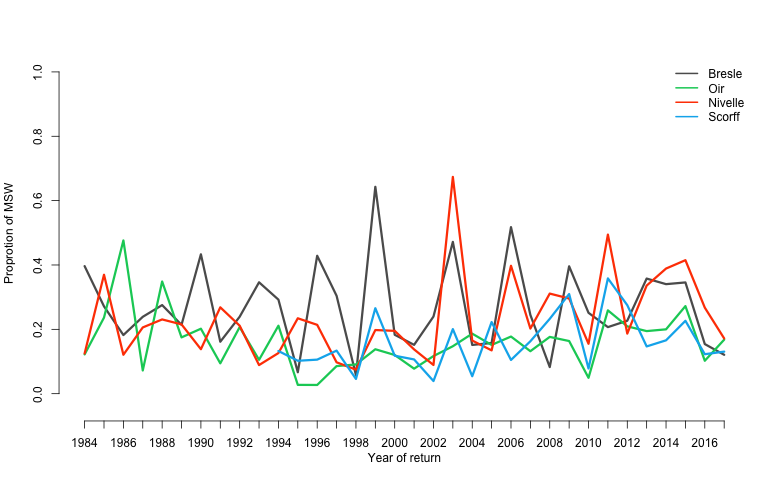 Bresle
Oir
Nivelle
Scorff
Proprotion of MSW
1.0
0.8
0.6
0.4
0.2
0.0
1984 1986 1988 1990 1992 1994 1996 1998 2000 2002 2004 2006 2008 2010 2012 2014 2016
Year of return